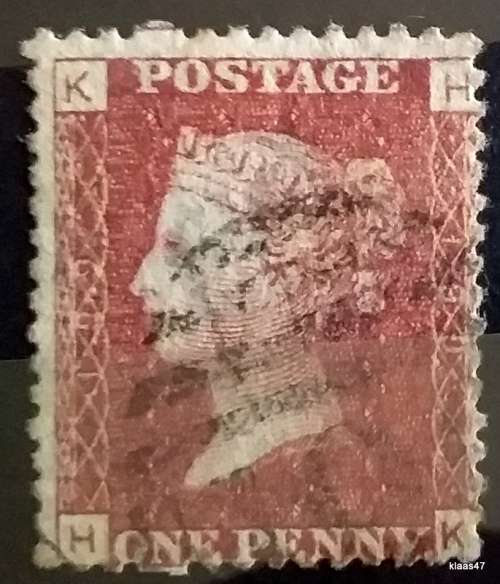 K POSTAGE H
H ONE PENNY K
klaas47